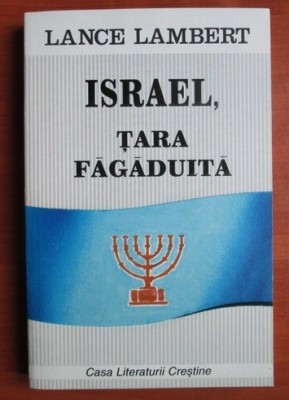 LANCE LAMBERT
ISRAEL,
ȚARA
FĂGĂDUITĂ
Casa Literaturii Creștine